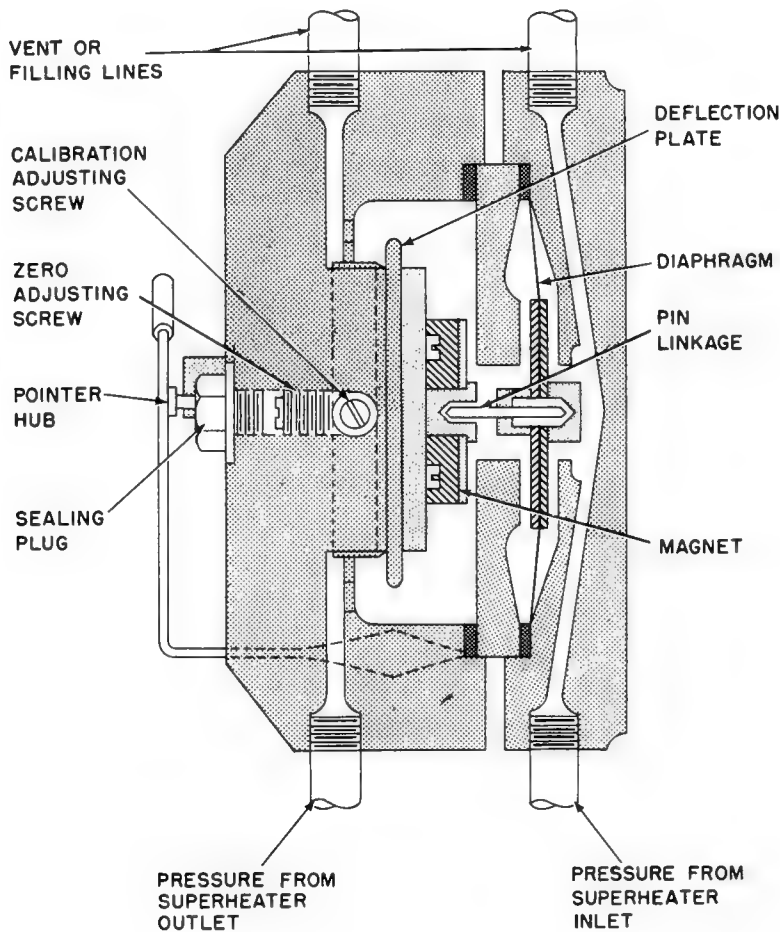 VENT OR
FILLING LINES
CALIBRATION
ADJUSTING
SCREW
ZERO
ADJUSTING
SCREW
POINTER
HUB
SEALING
PLUG
DEFLECTION
PLATE
DIAPHRAGM
PIN
LINKAGE
MAGNET
PRESSURE FROM
SUPERHEATER
OUTLET
PRESSURE FROM
SUPERHEATER
INLET